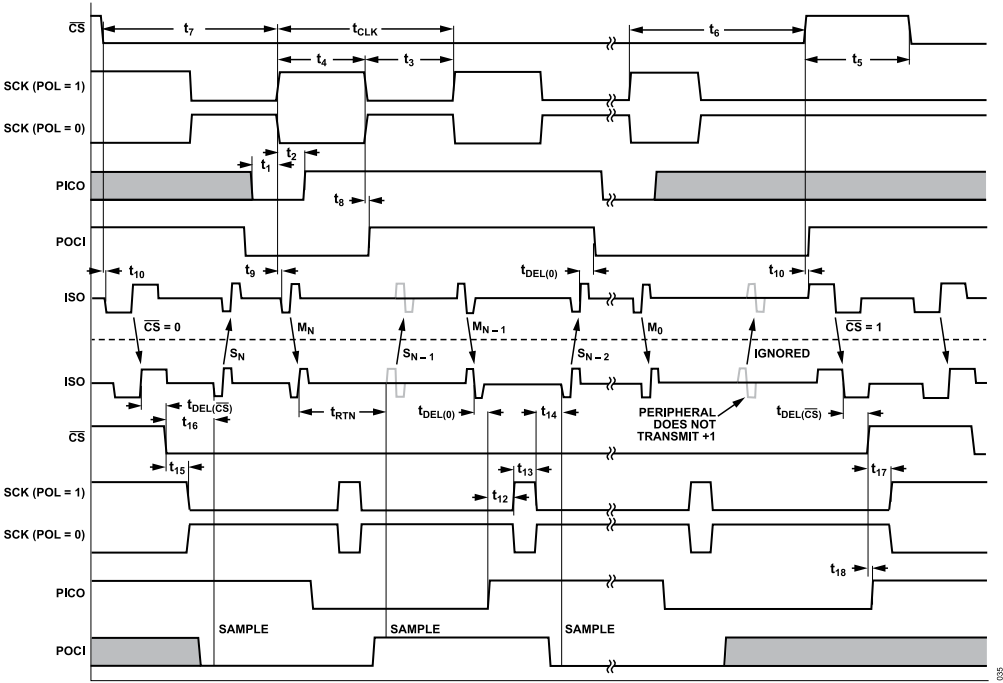 CS
t7
tCLK
t6
t4
t3
t5
SCK (POL = 1)
SCK (POL = 0)
t2
t1
PICO
t8
POCI
t10
t9
tDEL(0)
t10
ISO
CS = 0
MN
MN–1
M0
CS = 1
SN
SN–1
SN–2
IGNORED
ISO
tDEL(CS)
tRTN
tDEL(0)
t14
PERIPHERAL
DOES NOT
TRANSMIT +1
tDEL(CS)
t16
CS
t15
t13
t17
SCK (POL = 1)
t12
SCK (POL = 0)
t18
PICO
SAMPLE
SAMPLE
SAMPLE
POCI
035